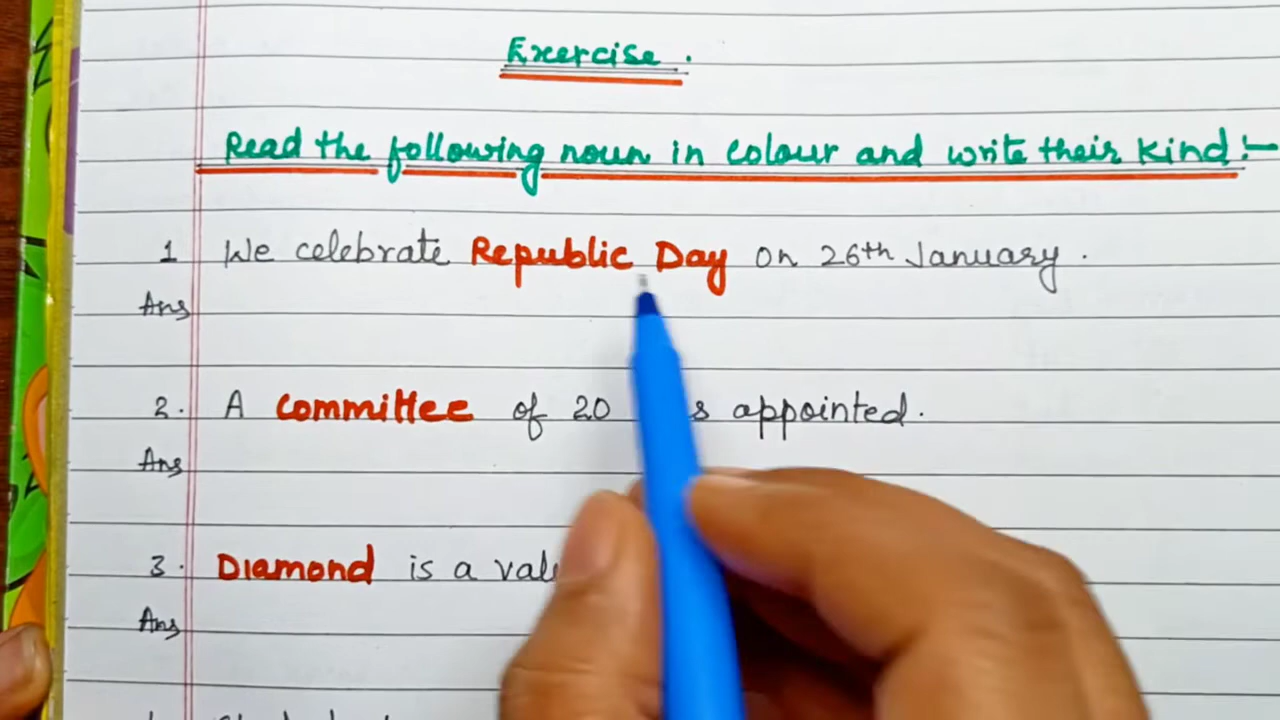 Exercise.
Read the following noun in colour and write their kind:-
1 We celebrate Republic Day on 26th January.
Ans
2. A committee of 20 appointed.
Ans
3. Diamond is a
Ans